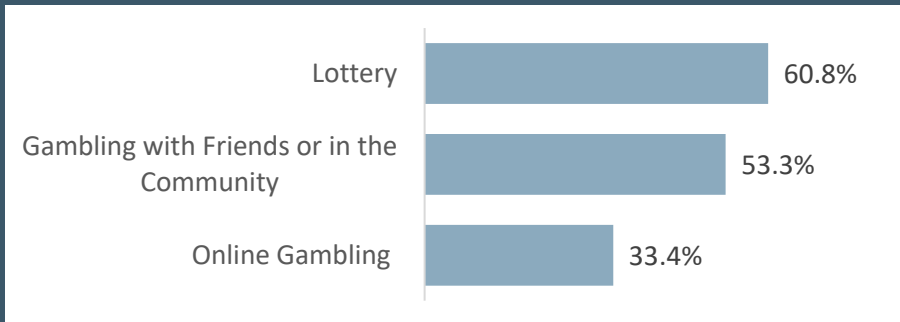 Lottery
60.8%
Gambling with Friends or in the
Community
53.3%
Online Gambling
33.4%